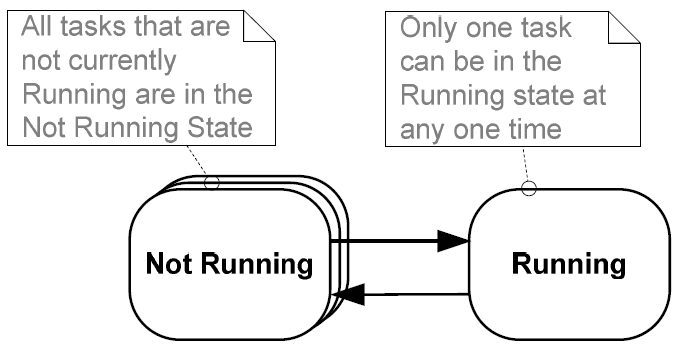 All tasks that are
not currently
Running are in the
Not Running State
Only one task
can be in the
Running state at
any one time
Not Running
Running